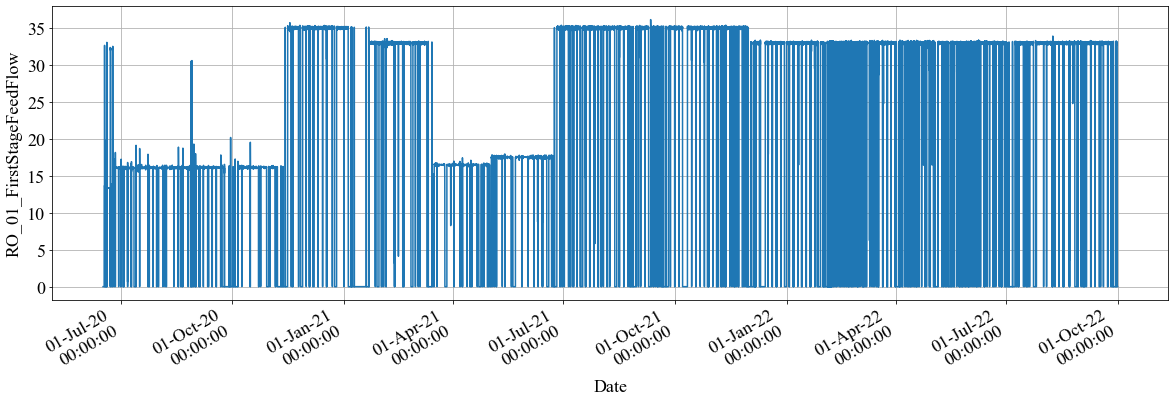 35
30
25
20
15
10
5
0
RO_01_FirstStageFeedFlow
01-Jul-20
00:00:00
01-Oct-20
00:00:00
01-Jan-21
00:00:00
01-Apr-21
00:00:00
01-Jul-21
00:00:00
01-Oct-21
00:00:00
01-Jan-22
00:00:00
01-Apr-22
00:00:00
01-Jul-22
00:00:00
01-Oct-22
00:00:00
Date